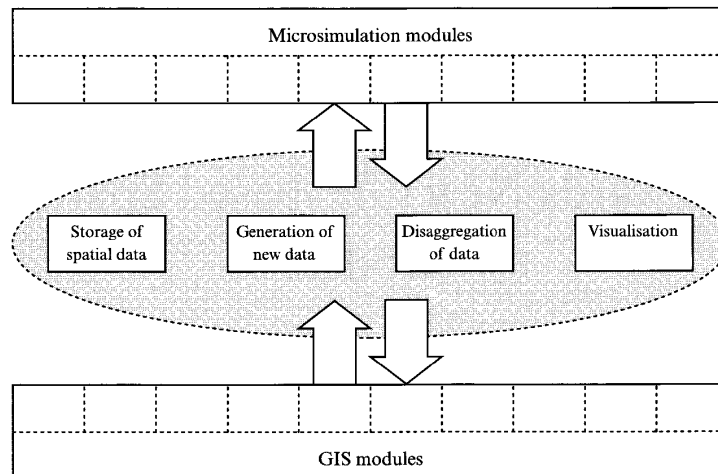 Microsimulation modules
Storage of
spatial data
Generation of
new data
Disaggregation
of data
Visualisation
GIS modules